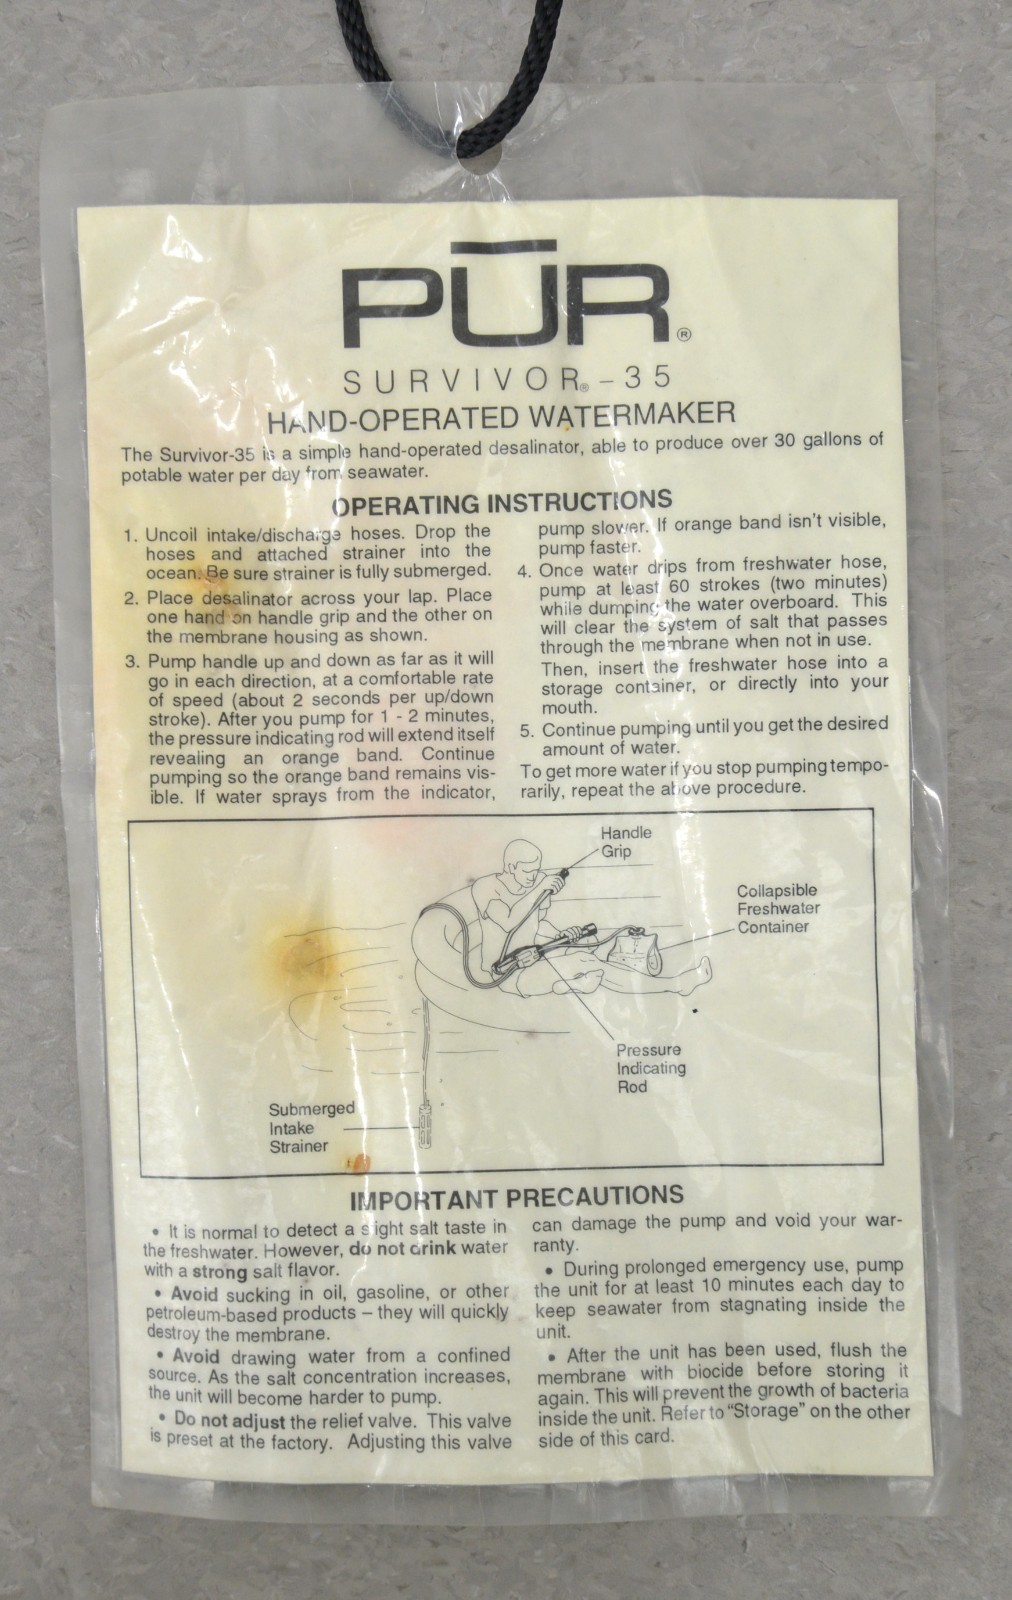 PŪR®
SURVIVOR®-35
HAND-OPERATED WATERMAKER
The Survivor-35 is a simple hand-operated desalinator, able to produce over 30 gallons of
potable water per day from seawater.
OPERATING INSTRUCTIONS
1. Uncoil intake/discharge hoses. Drop the
hoses and attached strainer into the
ocean. Be sure strainer is fully submerged.
2. Place desalinator across your lap. Place
one hand on handle grip and the other on
the membrane housing as shown.
3. Pump handle up and down as far as it will
go in each direction, at a comfortable rate
of speed (about 2 seconds per up/down
stroke). After you pump for 1 - 2 minutes,
the pressure indicating rod will extend itself
revealing an orange band. Continue
pumping so the orange band remains vis-
ible. If water sprays from the indicator,
pump slower. If orange band isn't visible,
pump faster.
4. Once water drips from freshwater hose,
pump at least 60 strokes (two minutes)
while dumping the water overboard. This
will clear the system of salt that passes
through the membrane when not in use.
Then, insert the freshwater hose into a
storage container, or directly into your
mouth.
5. Continue pumping until you get the desired
amount of water.
To get more water if you stop pumping tempo-
rarily, repeat the above procedure.
Handle
Grip
Collapsible
Freshwater
Container
Pressure
Indicating
Rod
Submerged
Intake
Strainer
IMPORTANT PRECAUTIONS
• It is normal to detect a slight salt taste in
the freshwater. However, do not drink water
with a strong salt flavor.
• Avoid sucking in oil, gasoline, or other
petroleum-based products – they will quickly
destroy the membrane.
• Avoid drawing water from a confined
source. As the salt concentration increases,
the unit will become harder to pump.
• Do not adjust the relief valve. This valve
is preset at the factory. Adjusting this valve
can damage the pump and void your war-
ranty.
• During prolonged emergency use, pump
the unit for at least 10 minutes each day to
keep seawater from stagnating inside the
unit.
• After the unit has been used, flush the
membrane with biocide before storing it
again. This will prevent the growth of bacteria
inside the unit. Refer to "Storage" on the other
side of this card.